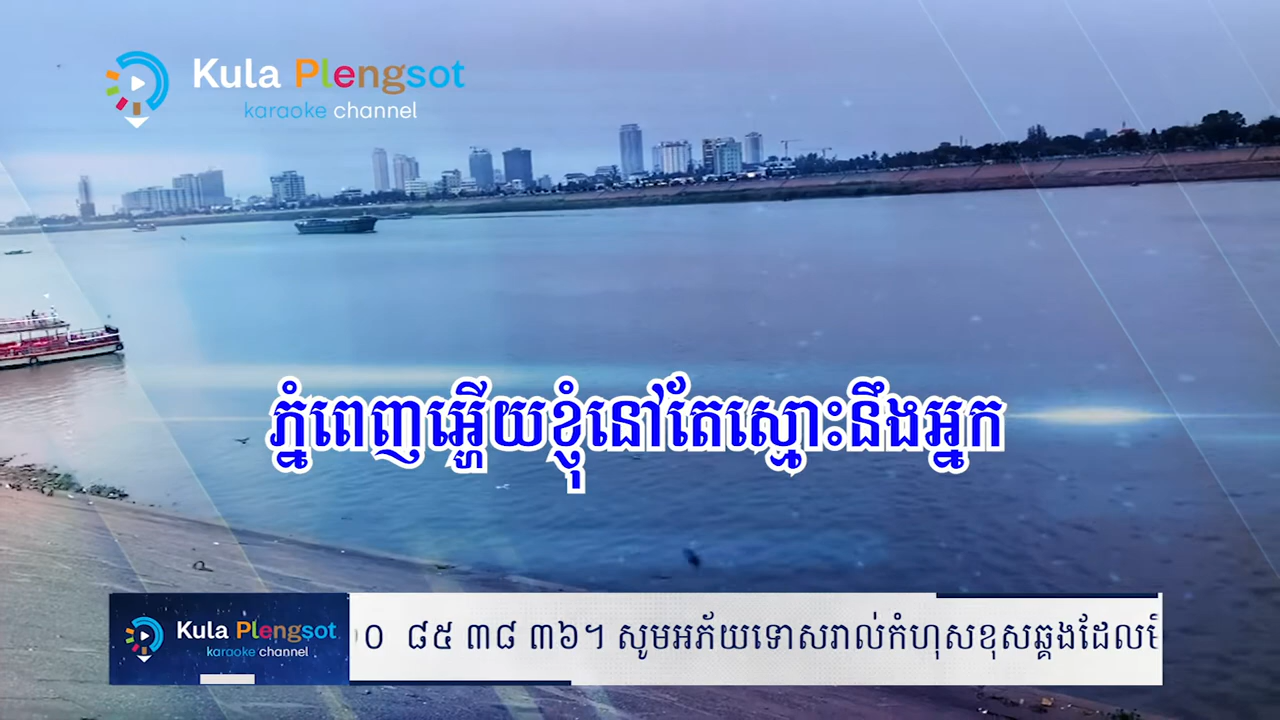 Kula Plengsot
karaoke channel
ភ្នំពេញអ្ហើយខ្ញុំនៅតែស្មោះនឹងអ្នក
Kula Plengsot
karaoke channel
០ ៨៥ ៣៨ ៣៦។ សូមអភ័យទោសរាល់កំហុសខុសឆ្គងដែល